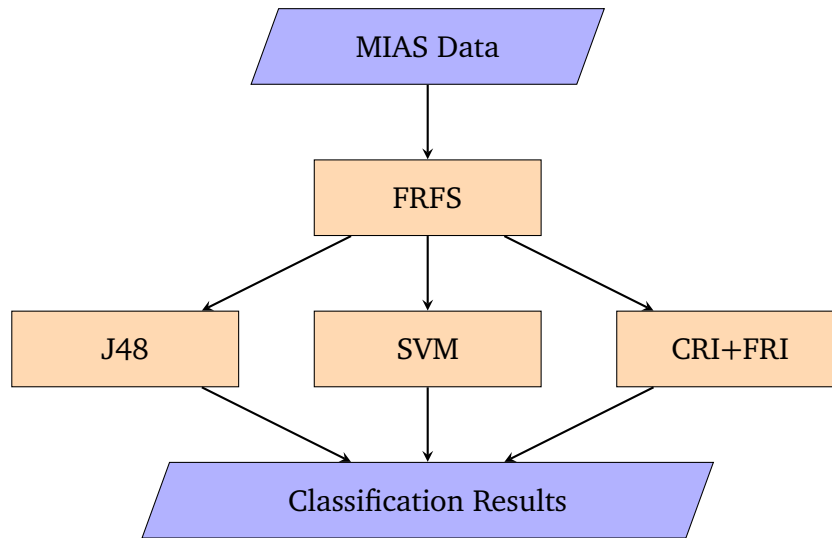 MIAS Data
FRFS
J48
SVM
CRI+FRI
Classification Results